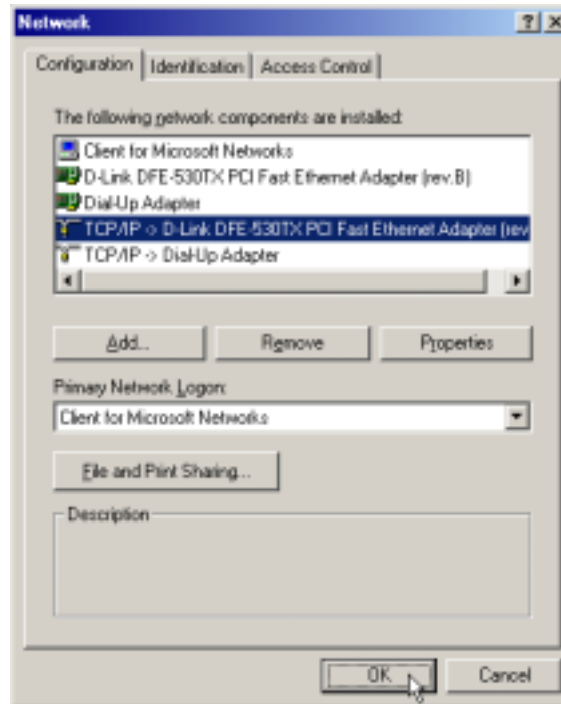 Network
Configuration Identification Access Control
The following network components are installed:
Client for Microsoft Networks
D-Link DFE-530TX PCI Fast Ethernet Adapter (rev.B)
Dial-Up Adapter
TCP/IP -> D-Link DFE-530TX PCI Fast Ethernet Adapter (rev
TCP/IP -> Dial-Up Adapter
Add... Remove Properties
Primary Network Logon:
Client for Microsoft Networks
File and Print Sharing...
Description
OK Cancel